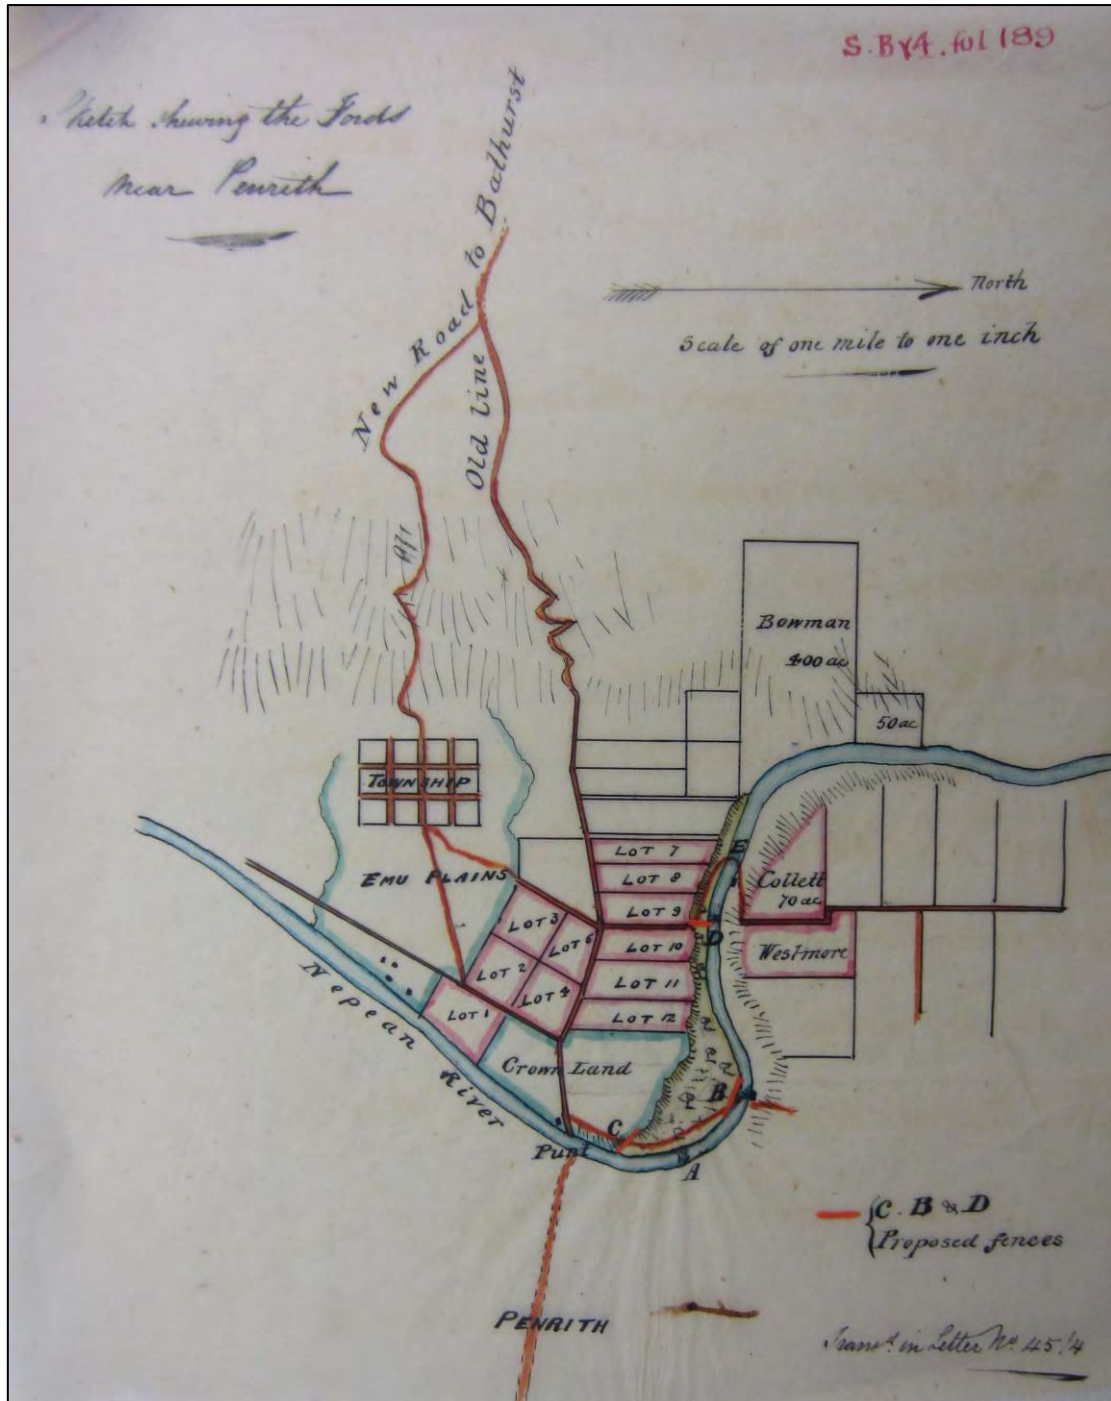 S.B 74. fol 189
Sketch shewing the Fords
near Penrith
New Road to Bathurst
Old line
North
Scale of one mile to one inch
Bowman
400 ac
50 ac
TOWNSHIP
EMU PLAINS
LOT 7
LOT 8
LOT 9
LOT 3
LOT 2
LOT 4
LOT 1
LOT 10
LOT 11
LOT 12
E
Collett
70 ac
D
Westmore
Nepean River
Crown Land
B
C
Punt
A
C. B & D
Proposed fences
PENRITH
Transd. in Letter No. 45/4